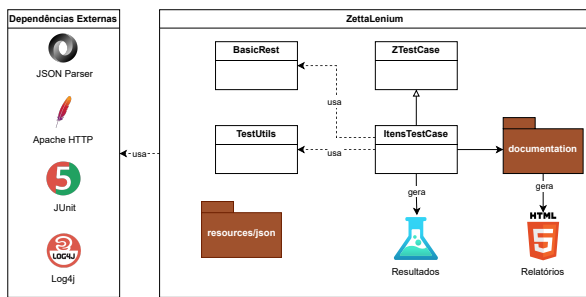 Dependências Externas
JSON Parser
Apache HTTP
5
JUnit
LOG4J
Log4j
usa
ZettaLenium
BasicRest
ZTestCase
usa
TestUtils
ItensTestCase
usa
documentation
resources/json
gera
gera
HTML
5
Resultados
Relatórios